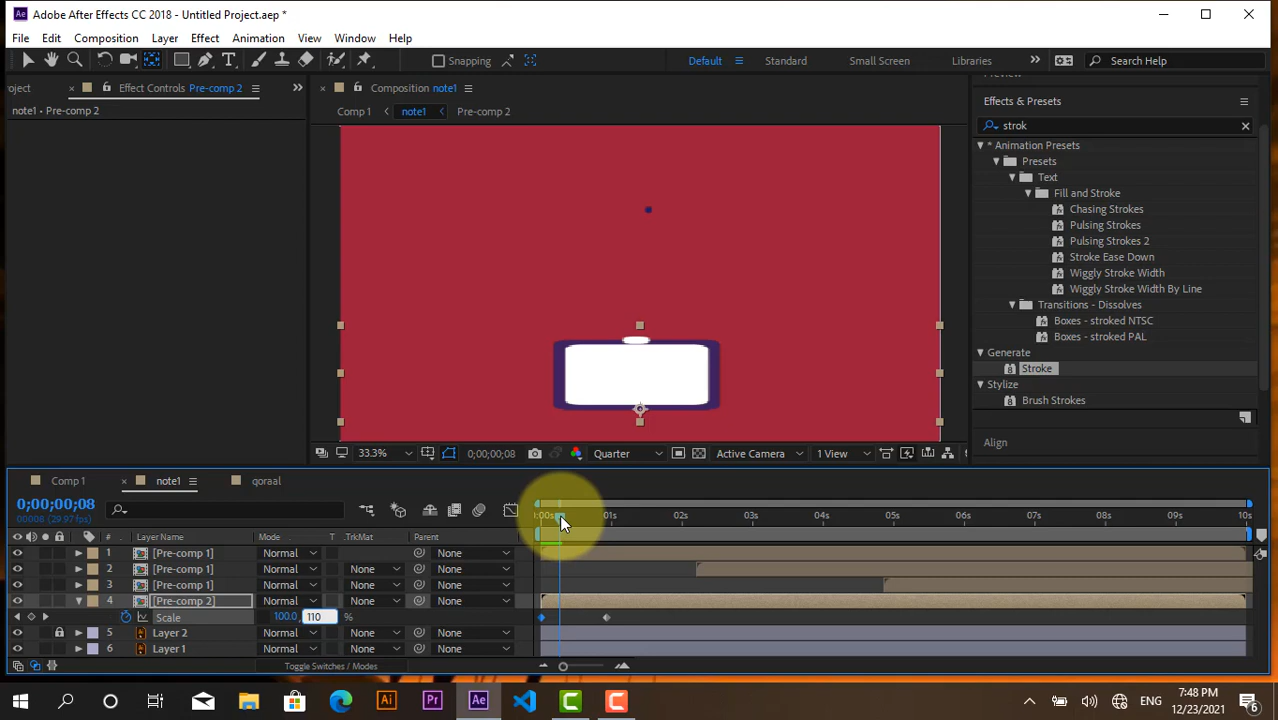 Adobe After Effects CC 2018 - Untitled Project.aep *
File Edit Composition Layer Effect Animation View Window Help
Snapping Default Standard Small Screen Libraries Search Help
roject Effect Controls Pre-comp 2 Composition note1
note1 • Pre-comp 2
Comp 1 note1 Pre-comp 2
Effects & Presets
strok
* Animation Presets
Presets
Text
Fill and Stroke
Chasing Strokes
Pulsing Strokes
Pulsing Strokes 2
Stroke Ease Down
Wiggly Stroke Width
Wiggly Stroke Width By Line
Transitions - Dissolves
Boxes - stroked NTSC
Boxes - stroked PAL
Generate
Stroke
Stylize
Brush Strokes
Align
33.3% 0;00;00;08 Quarter Active Camera 1 View
Comp 1 note1 qoraal
0;00;00;08
00008 (29.97 fps)
):00s 01s 02s 03s 04s 05s 06s 07s 08s 09s 10s
# Layer Name Mode T .TrkMat Parent
1 [Pre-comp 1] Normal None
2 [Pre-comp 1] Normal None None
3 [Pre-comp 1] Normal None None
4 [Pre-comp 2] Normal None None
Scale 100.0, 110 %
5 Layer 2 Normal None None
6 Layer 1 Normal None None
Toggle Switches / Modes
ENG 7:48 PM 12/23/2021 6